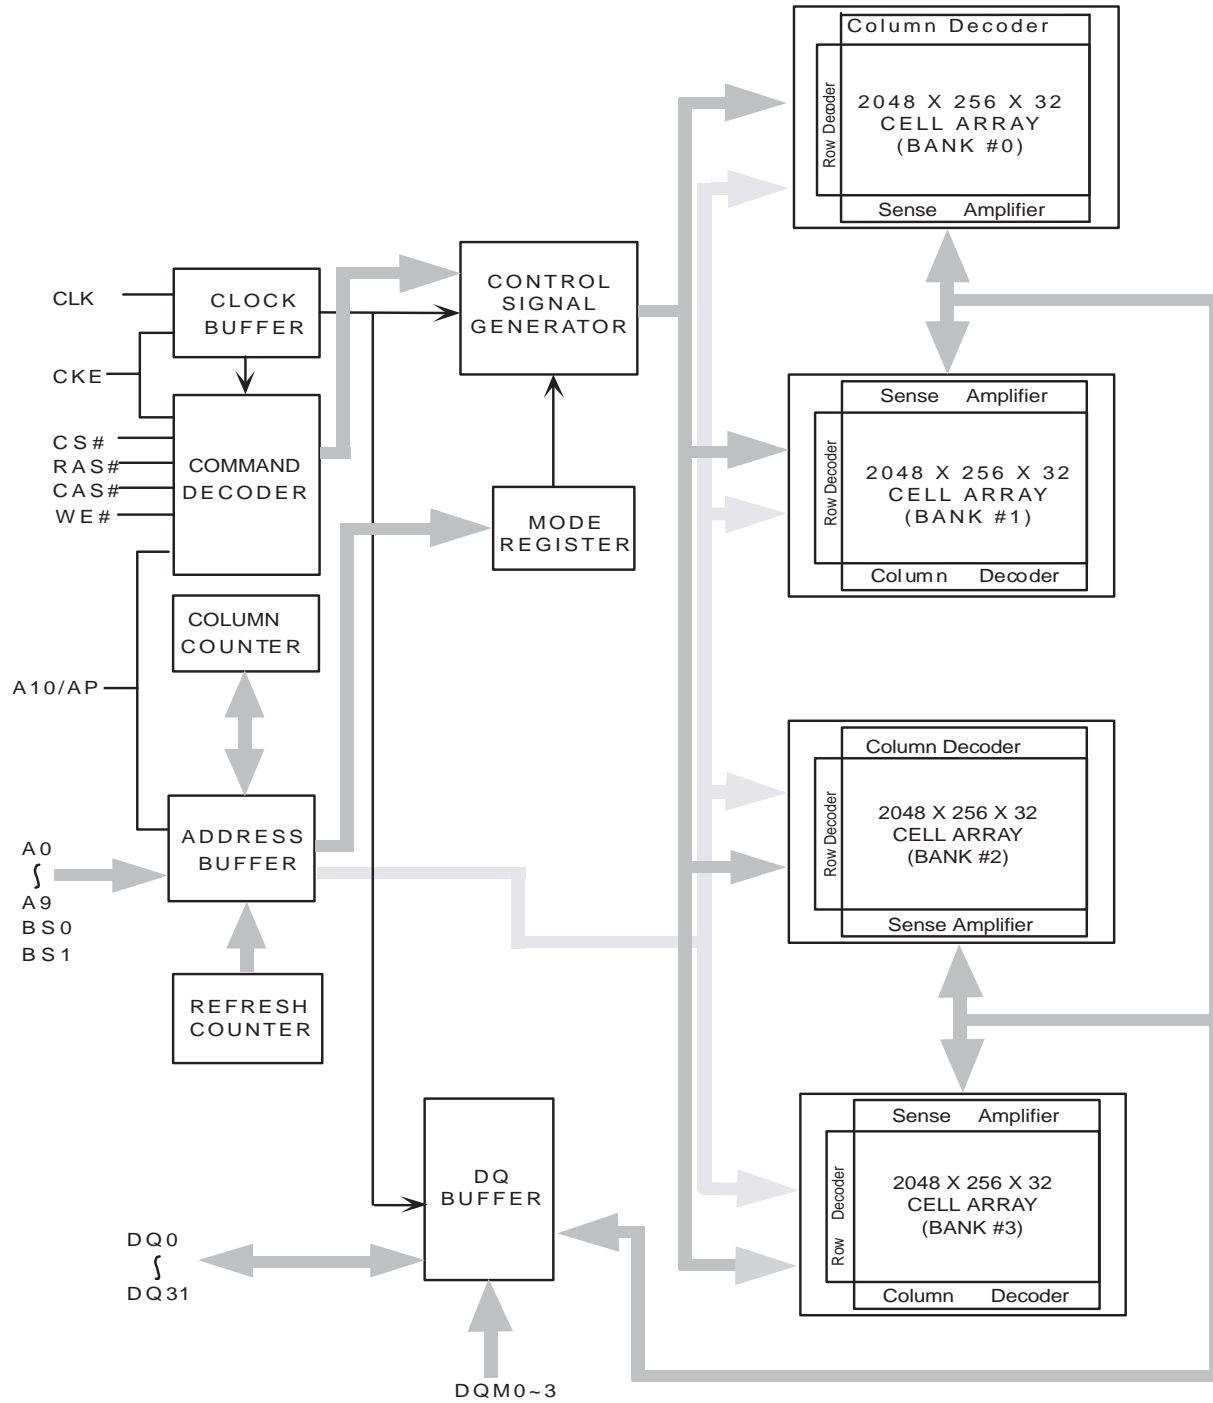 Column Decoder
Row Decoder
2048 X 256 X 32
CELL ARRAY
(BANK #0)
Sense Amplifier
CLK
CKE
CS#
RAS#
CAS#
WE#
A10/AP
A0
A9
BS0
BS1
CLOCK
BUFFER
COMMAND
DECODER
COLUMN
COUNTER
ADDRESS
BUFFER
REFRESH
COUNTER
CONTROL
SIGNAL
GENERATOR
MODE
REGISTER
Sense Amplifier
Row Decoder
2048 X 256 X 32
CELL ARRAY
(BANK #1)
Column Decoder
Column Decoder
Row Decoder
2048 X 256 X 32
CELL ARRAY
(BANK #2)
Sense Amplifier
DQ
BUFFER
DQ0
DQ31
DQM0~3
Sense Amplifier
Row Decoder
2048 X 256 X 32
CELL ARRAY
(BANK #3)
Column Decoder